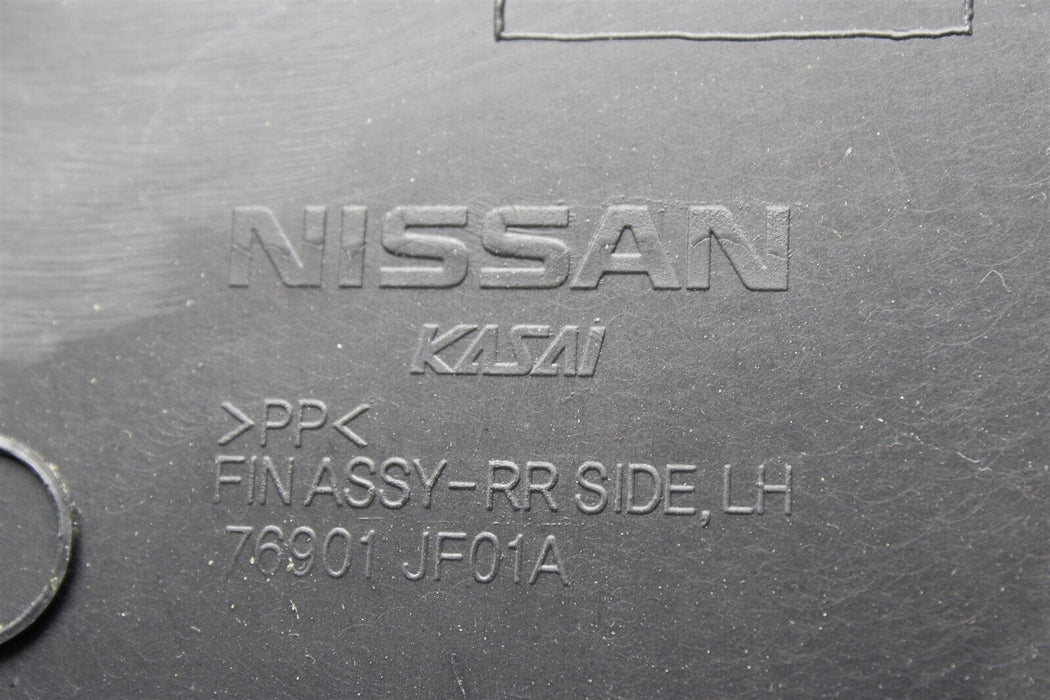 NISSAN
KASAi
>PP<
FIN ASSY-RR SIDE, LH
76901 JF01A